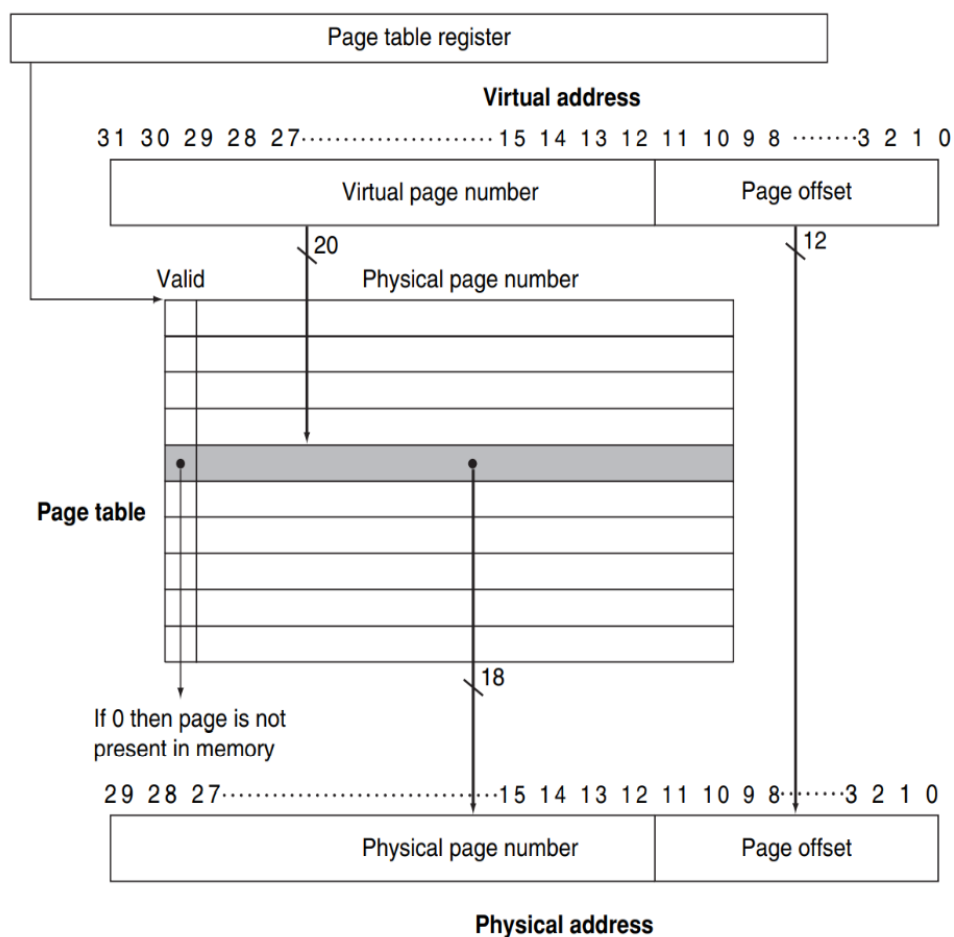 Page table register
Virtual address
31 30 29 28 27······················15 14 13 12 11 10 9 8 ········3 2 1 0
Virtual page number Page offset
20 12
Valid Physical page number
Page table
18
If 0 then page is not
present in memory
29 28 27································15 14 13 12 11 10 9 8········3 2 1 0
Physical page number Page offset
Physical address